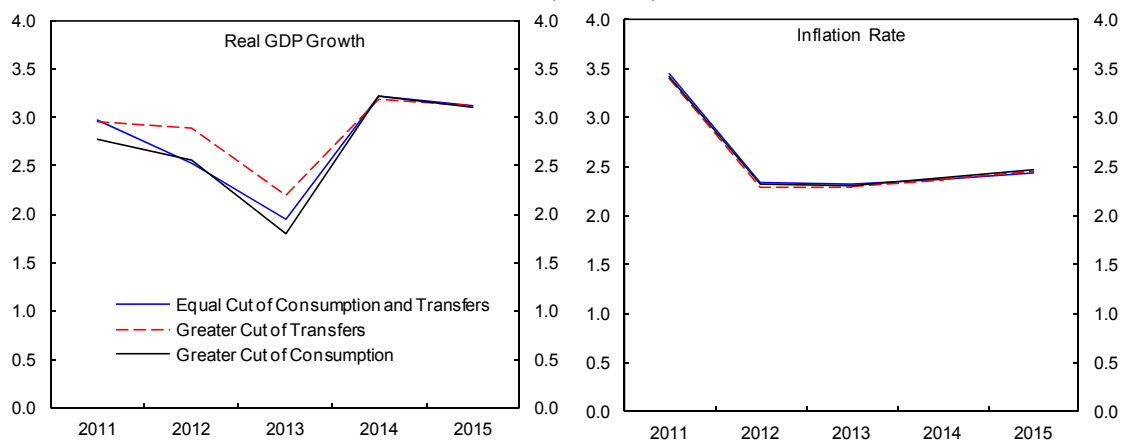 Real GDP Growth
4.0 4.0
3.5 3.5
3.0 3.0
2.5 2.5
2.0 2.0
1.5 1.5
1.0 1.0
0.5 0.5
0.0 0.0
Equal Cut of Consumption and Transfers
Greater Cut of Transfers
Greater Cut of Consumption
2011 2012 2013 2014 2015
Inflation Rate
4.0 4.0
3.5 3.5
3.0 3.0
2.5 2.5
2.0 2.0
1.5 1.5
1.0 1.0
0.5 0.5
0.0 0.0
2011 2012 2013 2014 2015